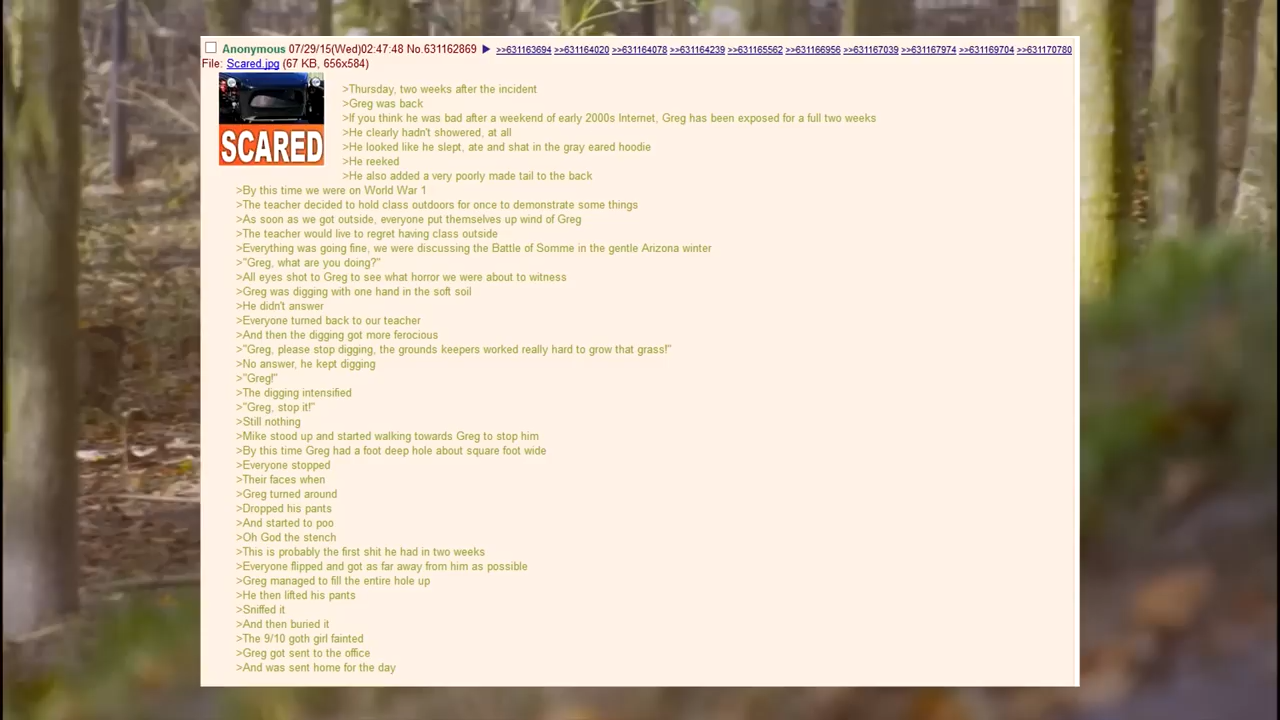 Anonymous 07/29/15(Wed)02:47:48 No.631162869 ▶ >>631163694 >>631164020 >>631164078 >>631164239 >>631165562 >>631166956 >>631167039 >>631167974 >>631169704 >>631170780
File: Scared.jpg (67 KB, 656x584)
SCARED
>Thursday, two weeks after the incident
>Greg was back
>If you think he was bad after a weekend of early 2000s Internet, Greg has been exposed for a full two weeks
>He clearly hadn't showered, at all
>He looked like he slept, ate and shat in the gray eared hoodie
>He reeked
>He also added a very poorly made tail to the back
>By this time we were on World War 1
>The teacher decided to hold class outdoors for once to demonstrate some things
>As soon as we got outside, everyone put themselves up wind of Greg
>The teacher would live to regret having class outside
>Everything was going fine, we were discussing the Battle of Somme in the gentle Arizona winter
>"Greg, what are you doing?"
>All eyes shot to Greg to see what horror we were about to witness
>Greg was digging with one hand in the soft soil
>He didn't answer
>Everyone turned back to our teacher
>And then the digging got more ferocious
>"Greg, please stop digging, the grounds keepers worked really hard to grow that grass!"
>No answer, he kept digging
>"Greg!"
>The digging intensified
>"Greg, stop it!"
>Still nothing
>Mike stood up and started walking towards Greg to stop him
>By this time Greg had a foot deep hole about square foot wide
>Everyone stopped
>Their faces when
>Greg turned around
>Dropped his pants
>And started to poo
>Oh God the stench
>This is probably the first shit he had in two weeks
>Everyone flipped and got as far away from him as possible
>Greg managed to fill the entire hole up
>He then lifted his pants
>Sniffed it
>And then buried it
>The 9/10 goth girl fainted
>Greg got sent to the office
>And was sent home for the day